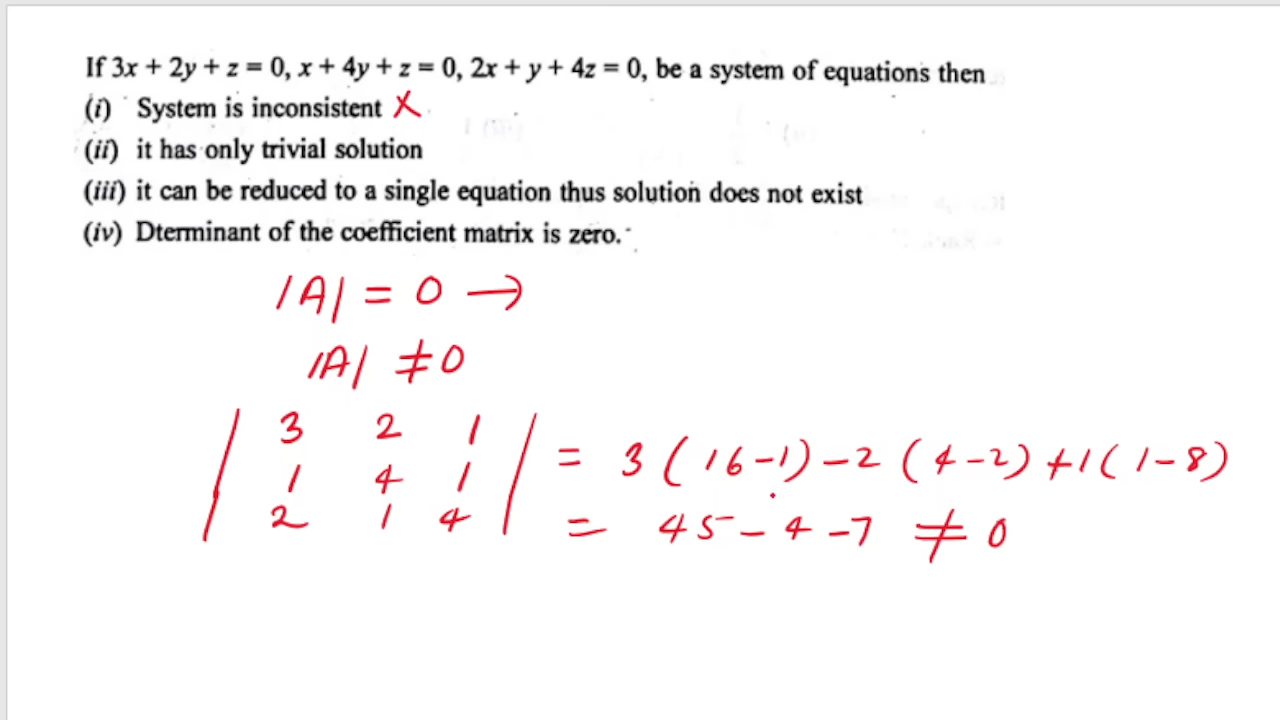 If 3x + 2y + z = 0, x + 4y + z = 0, 2x + y + 4z = 0, be a system of equations then
(i) System is inconsistent X
(ii) it has only trivial solution
(iii) it can be reduced to a single equation thus solution does not exist
(iv) Dterminant of the coefficient matrix is zero.
|A| = 0 →
|A| ≠ 0
| 3 2 1
1 4 1 | = 3(16-1)-2(4-2)+1(1-8)
2 1 4 = 45-4-7 ≠ 0